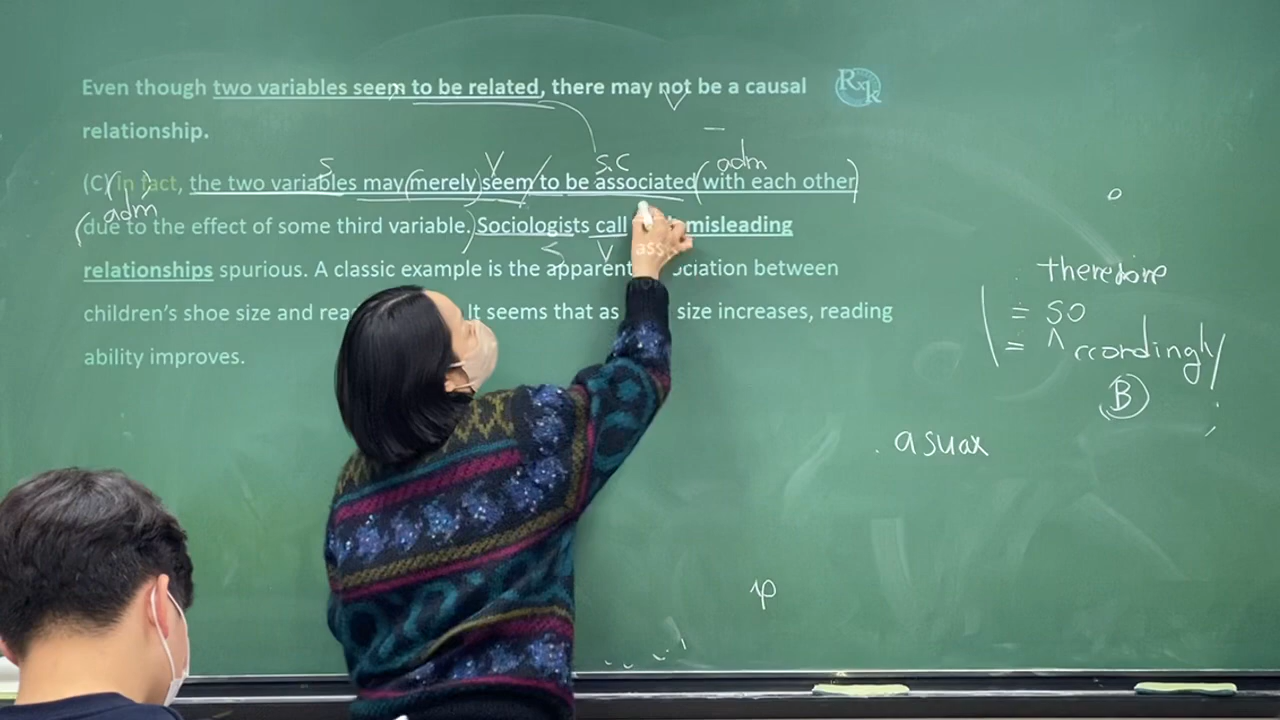 Even though two variables seem to be related, there may not be a causal
relationship.
S V S.C adm
(C) In fact, the two variables may merely seem to be associated with each other
adm
due to the effect of some third variable. Sociologists call misleading
S V
relationships spurious. A classic example is the apparent association between
children's shoe size and It seems that as size increases, reading
ability improves.
R x k
therefore
= so
= Accordingly
B